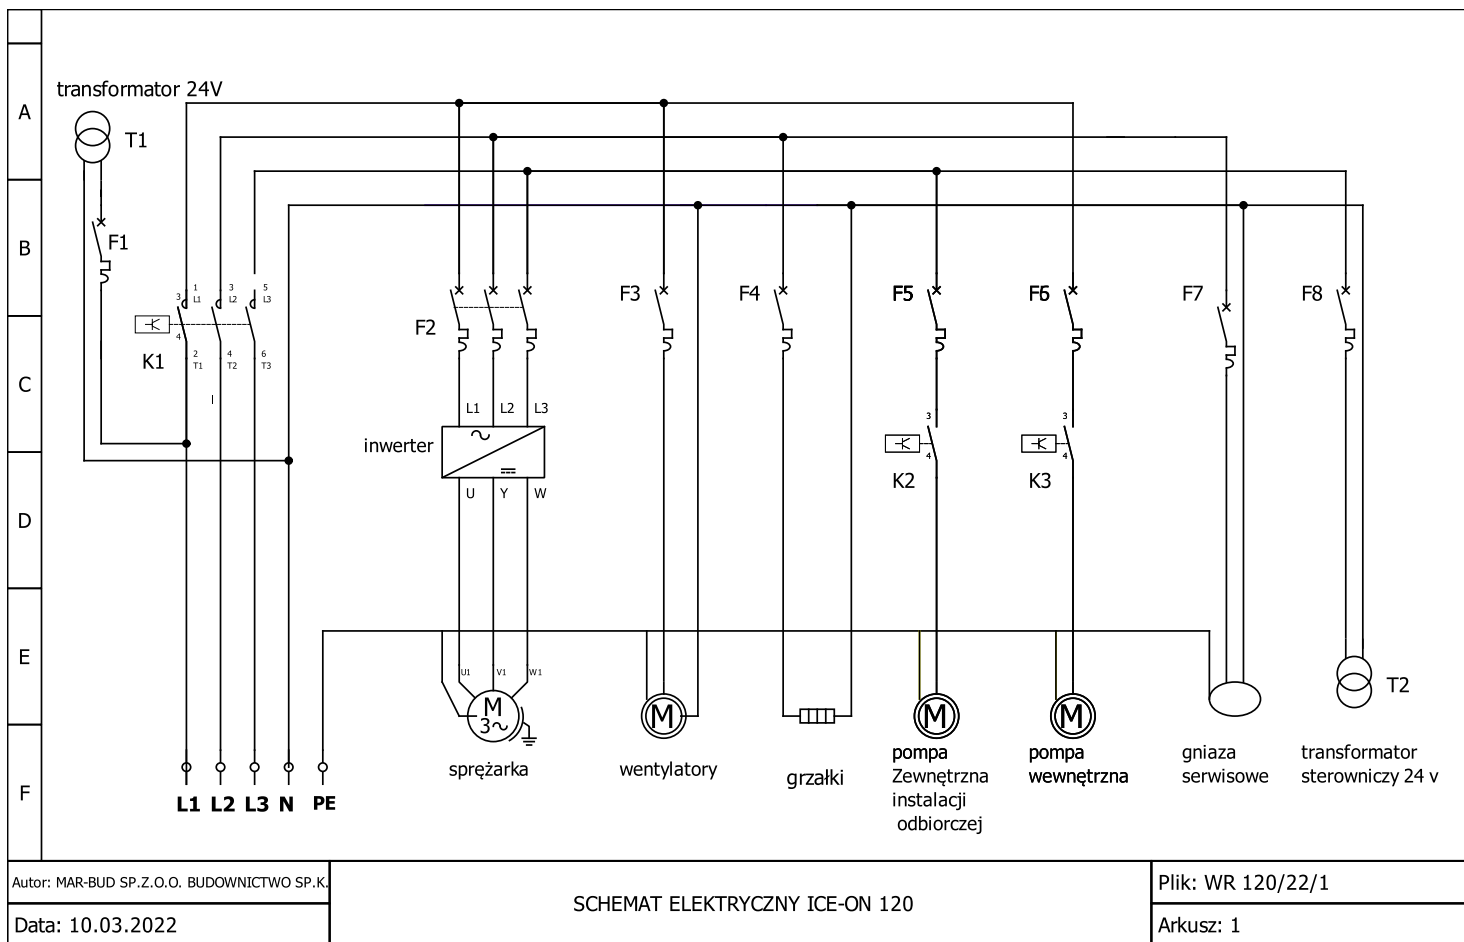 A
B
C
D
E
F
transformator 24V
T1
F1
1
3
5
3
L1
L2
L3
4
K1
2
4
6
T1
T2
T3
I
F2
F3
F4
F5
F6
F7
F8
L1
L2
L3
inwerter
U
Y
W
3
4
K2
3
4
K3
U1
V1
W1
M
3
M
M
M
T2
sprężarka
wentylatory
grzałki
pompa
Zewnętrzna
instalacji
odbiorczej
pompa
wewnętrzna
gniaza
serwisowe
transformator
sterowniczy 24 v
L1 L2 L3 N PE
Autor: MAR-BUD SP.Z.O.O. BUDOWNICTWO SP.K.
Data: 10.03.2022
SCHEMAT ELEKTRYCZNY ICE-ON 120
Plik: WR 120/22/1
Arkusz: 1